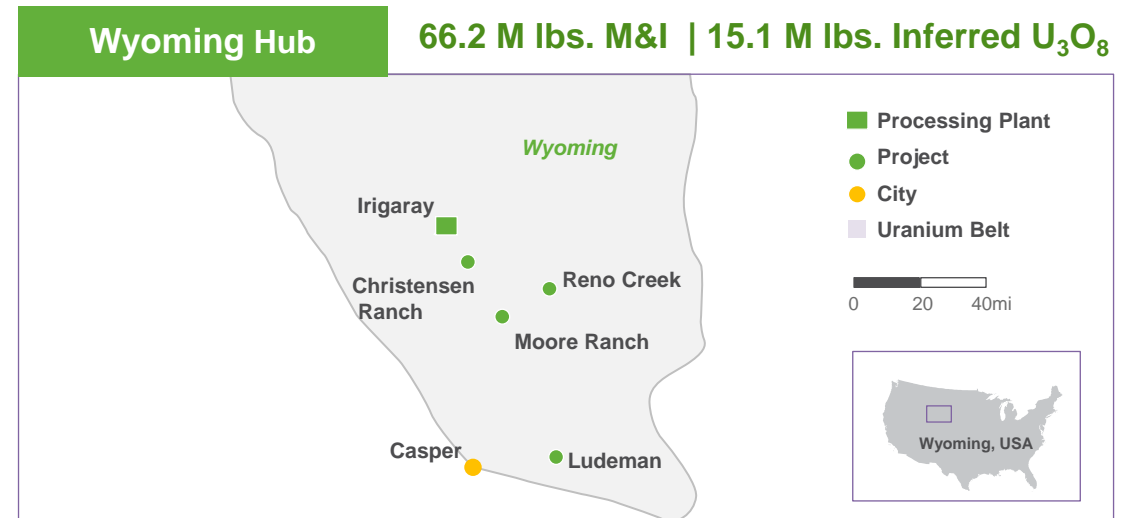 Wyoming Hub
66.2 M lbs. M&I | 15.1 M lbs. Inferred U₃O₈
Wyoming
Irigaray
Christensen
Ranch
Reno Creek
Moore Ranch
Casper
Ludeman
Processing Plant
Project
City
Uranium Belt
0 20 40mi
Wyoming, USA